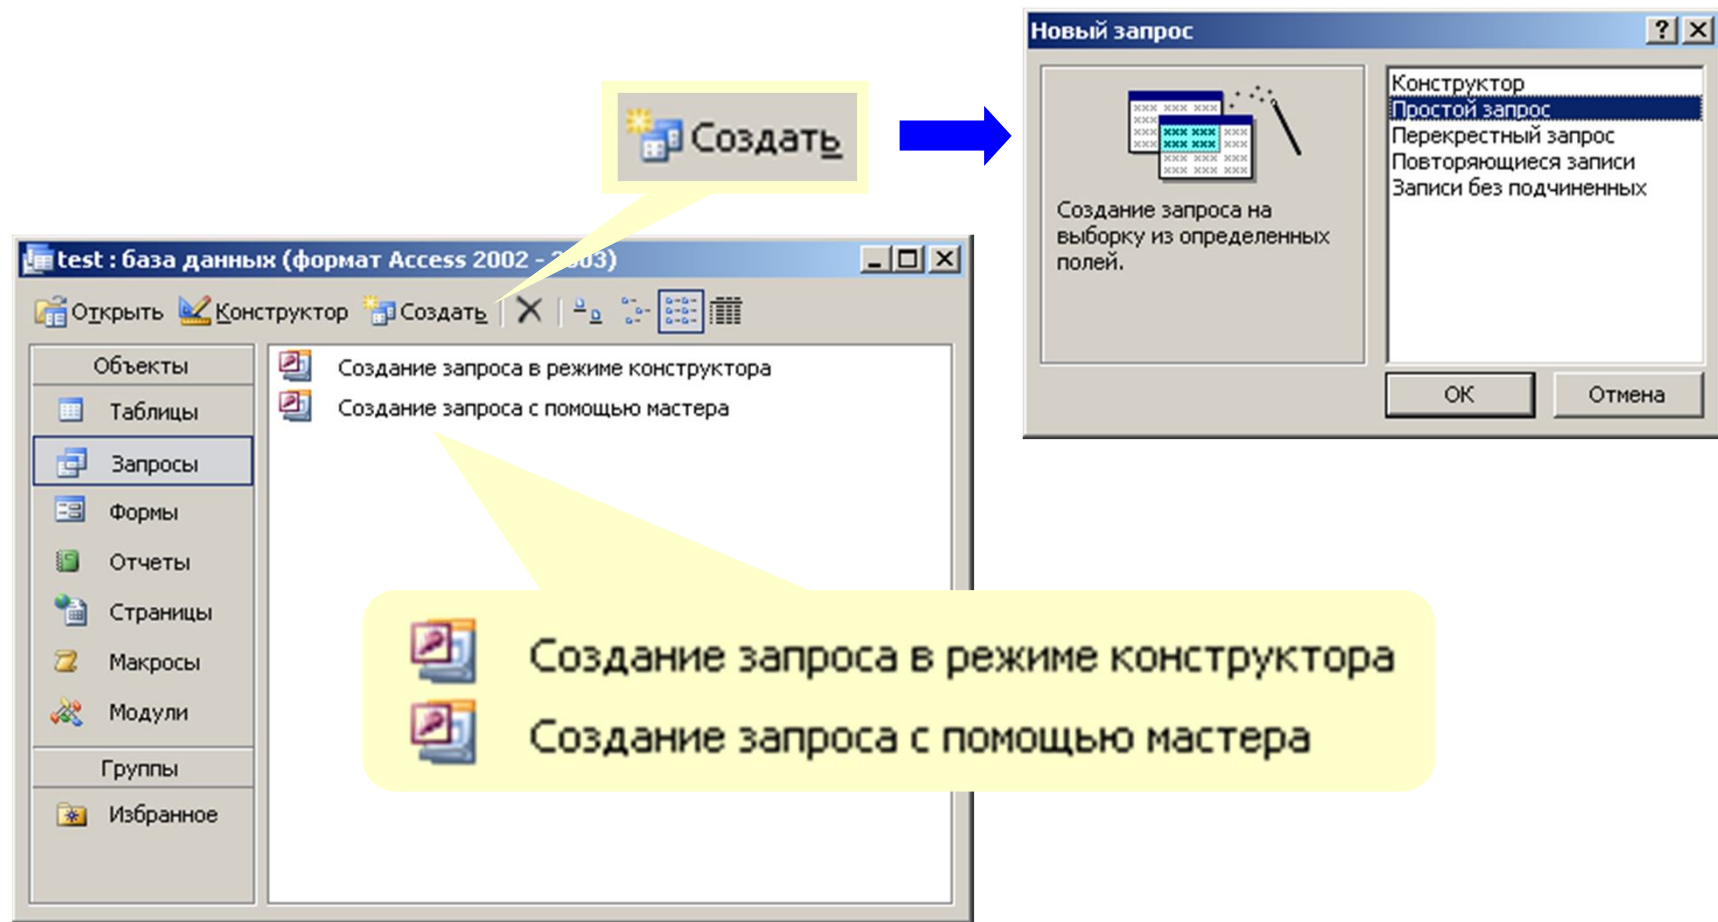 Новый запрос
Конструктор
Простой запрос
Перекрестный запрос
Повторяющиеся записи
Записи без подчиненных
Создание запроса на
выборку из определенных
полей.
ОК
Отмена
Создать
test : база данных (формат Access 2002 - 2003)
Открыть Конструктор Создать
Объекты
Таблицы
Запросы
Формы
Отчеты
Страницы
Макросы
Модули
Группы
Избранное
Создание запроса в режиме конструктора
Создание запроса с помощью мастера
Создание запроса в режиме конструктора
Создание запроса с помощью мастера